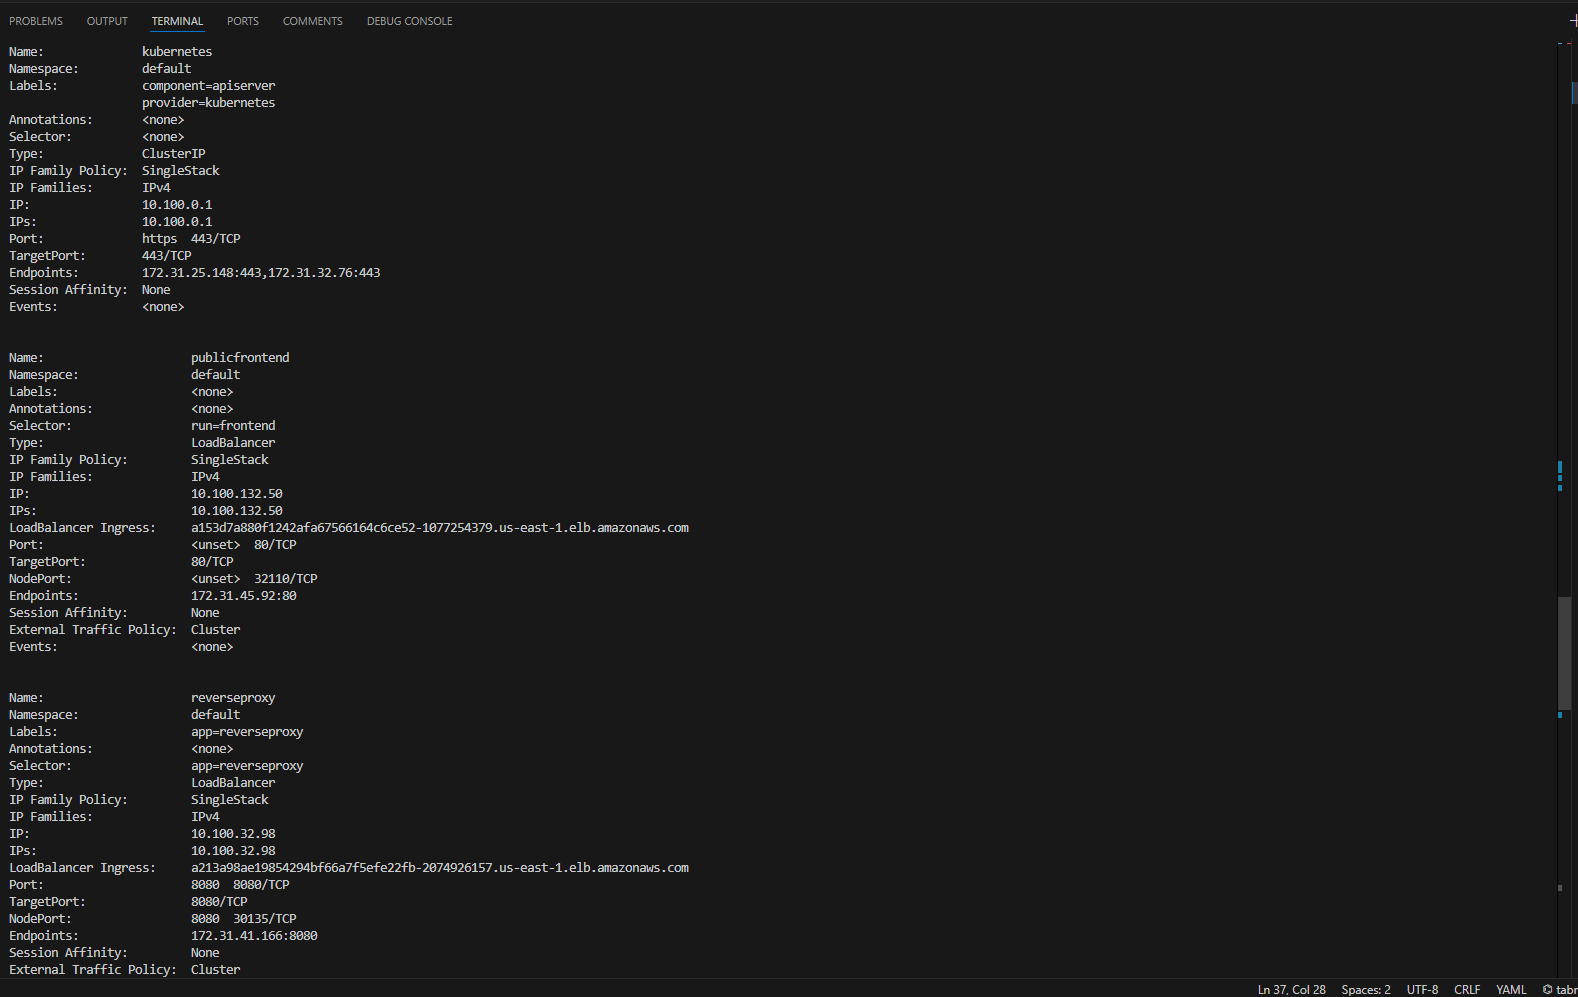 PROBLEMS OUTPUT TERMINAL PORTS COMMENTS DEBUG CONSOLE
Name: kubernetes
Namespace: default
Labels: component=apiserver
provider=kubernetes
Annotations: <none>
Selector: <none>
Type: ClusterIP
IP Family Policy: SingleStack
IP Families: IPv4
IP: 10.100.0.1
IPs: 10.100.0.1
Port: https 443/TCP
TargetPort: 443/TCP
Endpoints: 172.31.25.148:443,172.31.32.76:443
Session Affinity: None
Events: <none>
Name: publicfrontend
Namespace: default
Labels: <none>
Annotations: <none>
Selector: run=frontend
Type: LoadBalancer
IP Family Policy: SingleStack
IP Families: IPv4
IP: 10.100.132.50
IPs: 10.100.132.50
LoadBalancer Ingress: a153d7a880f1242afa67566164c6ce52-1077254379.us-east-1.elb.amazonaws.com
Port: <unset> 80/TCP
TargetPort: 80/TCP
NodePort: <unset> 32110/TCP
Endpoints: 172.31.45.92:80
Session Affinity: None
External Traffic Policy: Cluster
Events: <none>
Name: reverseproxy
Namespace: default
Labels: app=reverseproxy
Annotations: <none>
Selector: app=reverseproxy
Type: LoadBalancer
IP Family Policy: SingleStack
IP Families: IPv4
IP: 10.100.32.98
IPs: 10.100.32.98
LoadBalancer Ingress: a213a98ae19854294bf66a7f5efe22fb-2074926157.us-east-1.elb.amazonaws.com
Port: 8080 8080/TCP
TargetPort: 8080/TCP
NodePort: 8080 30135/TCP
Endpoints: 172.31.41.166:8080
Session Affinity: None
External Traffic Policy: Cluster
Ln 37, Col 28 Spaces: 2 UTF-8 CRLF YAML